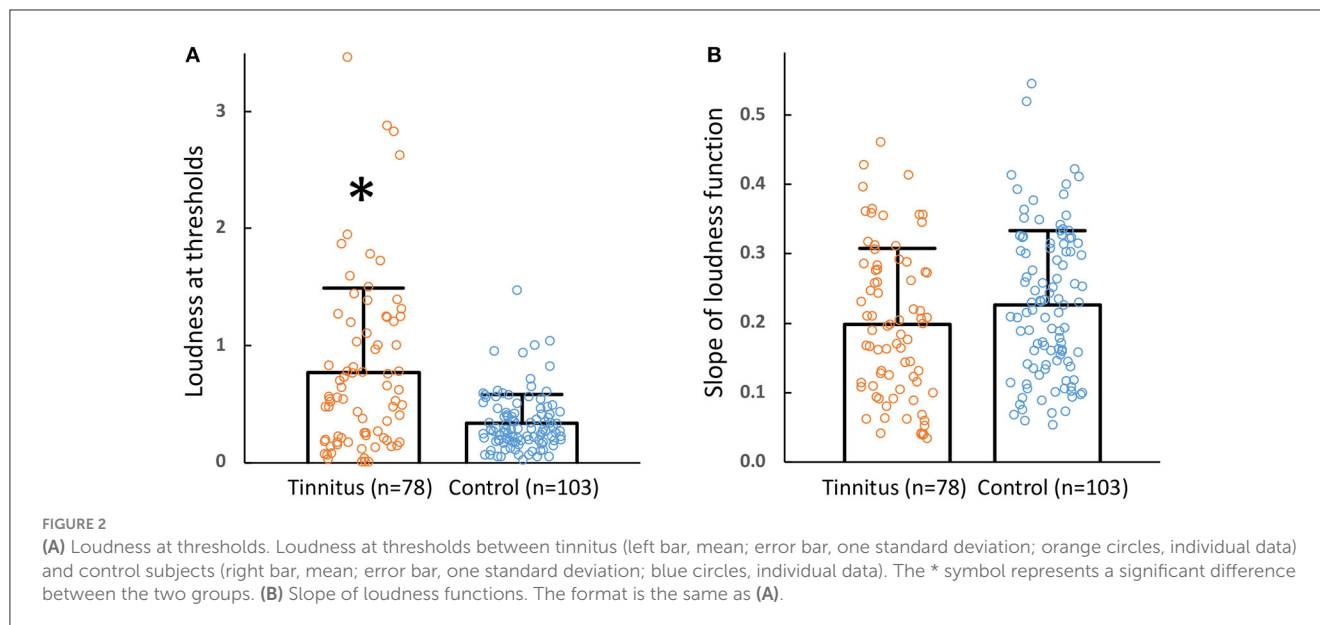 A
Loudness at thresholds
3
2
1
0
*
Tinnitus (n=78) Control (n=103)
B
Slope of loudness function
0.5
0.4
0.3
0.2
0.1
0.0
Tinnitus (n=78) Control (n=103)
FIGURE 2
(A) Loudness at thresholds. Loudness at thresholds between tinnitus (left bar, mean; error bar, one standard deviation; orange circles, individual data)
and control subjects (right bar, mean; error bar, one standard deviation; blue circles, individual data). The * symbol represents a significant difference
between the two groups. (B) Slope of loudness functions. The format is the same as (A).